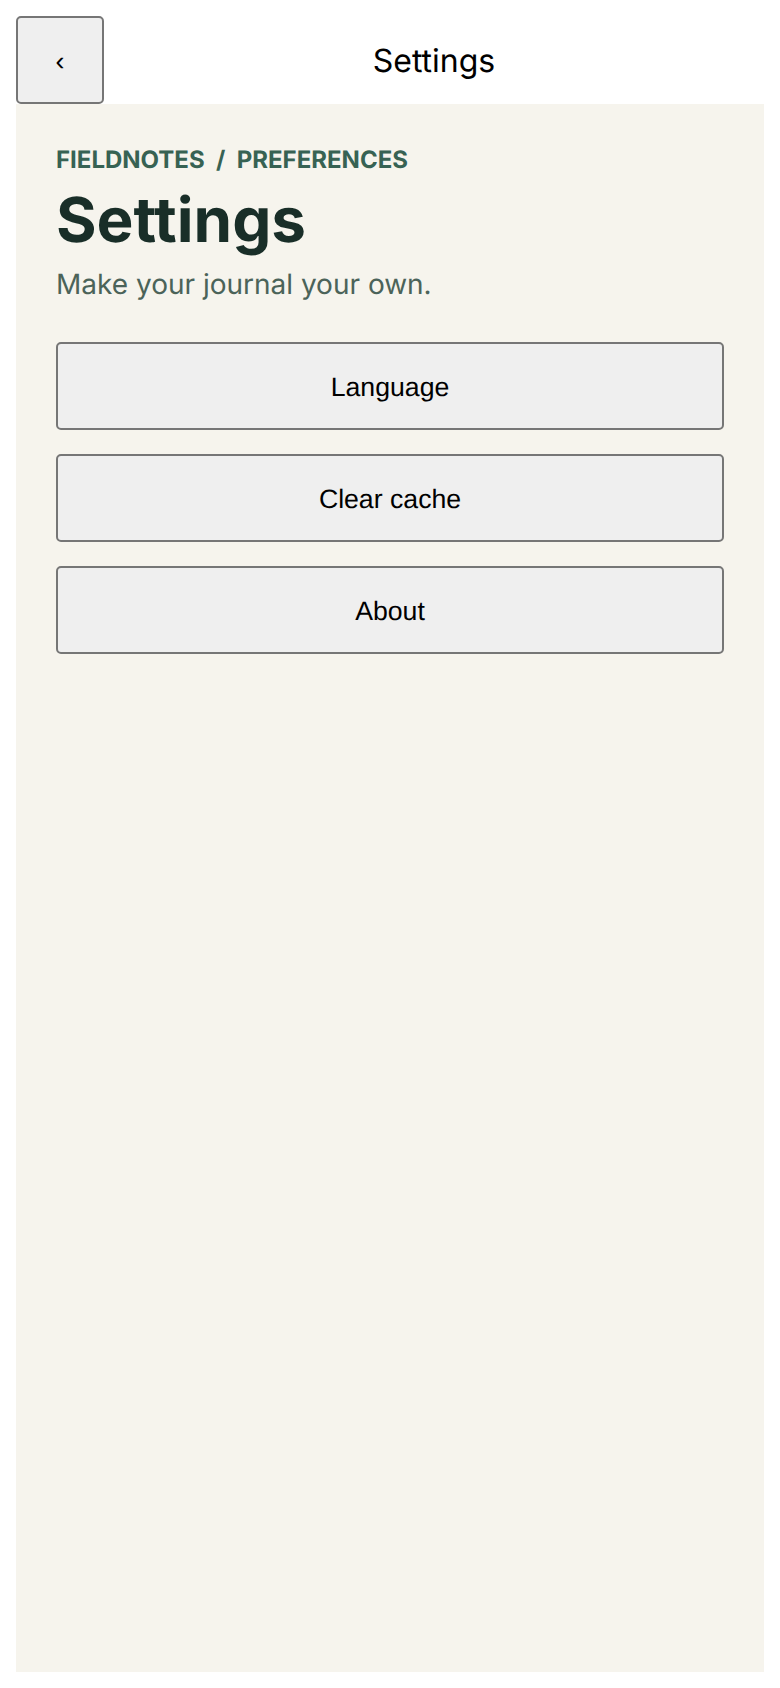 ‹
Settings
FIELDNOTES / PREFERENCES
Settings
Make your journal your own.
Language
Clear cache
About